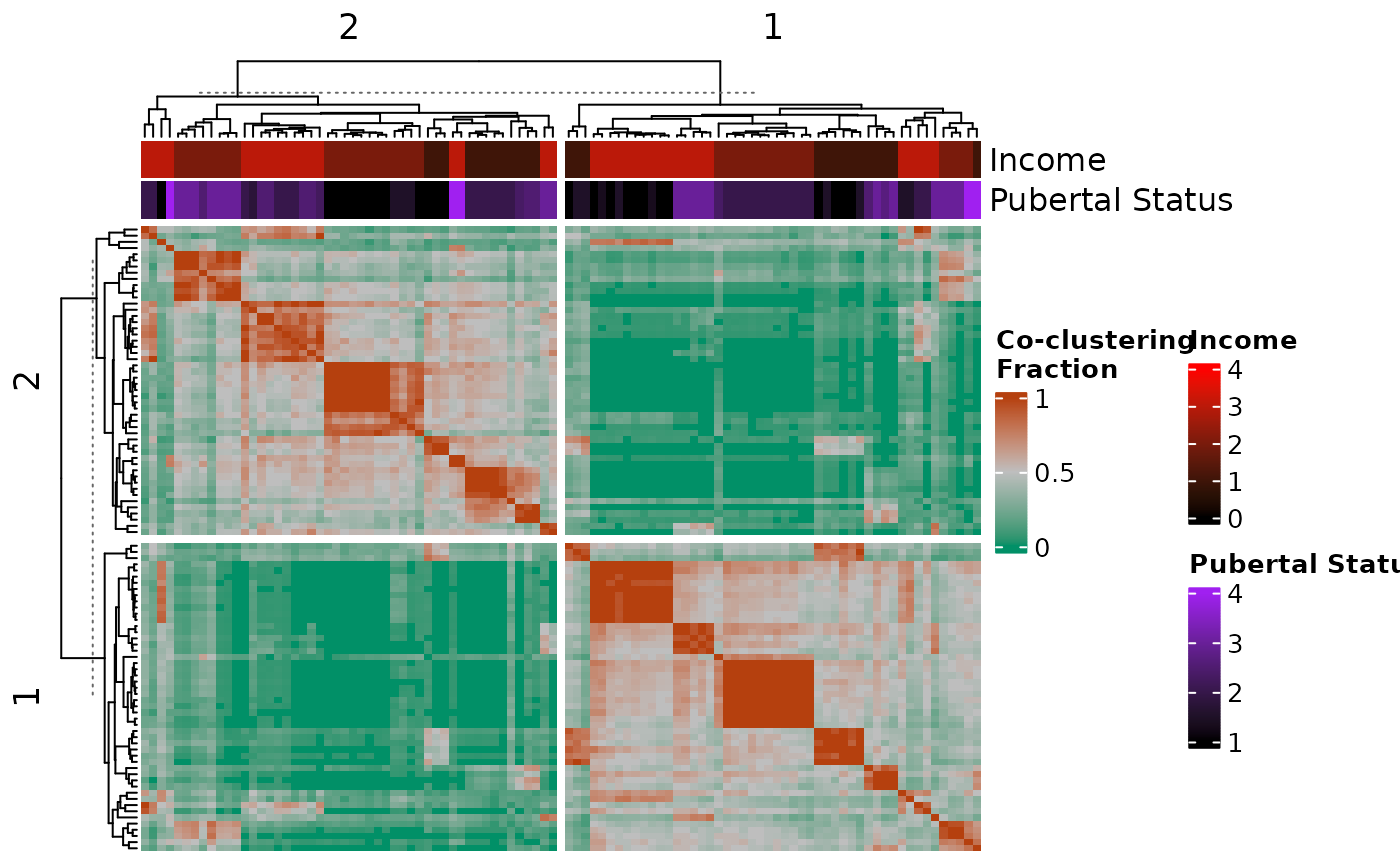 2 1
Income
Pubertal Status
2
1
Co-clustering
Fraction
1
0.5
0
Income
4
3
2
1
0
Pubertal Statu
4
3
2
1